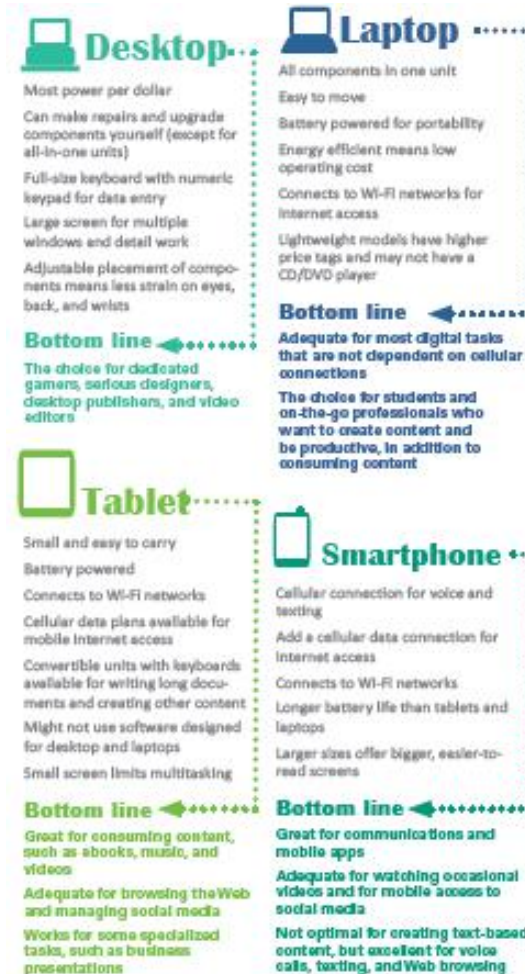 Desktop
Most power per dollar
Can make repairs and upgrade
components yourself (except for
all-in-one units)
Full-size keyboard with numeric
keypad for data entry
Large screen for multiple
windows and detail work
Adjustable placement of compo-
nents means less strain on eyes,
back, and wrists
Bottom line
The choice for dedicated
gamers, serious designers,
desktop publishers, and video
editors
Laptop
All components in one unit
Easy to move
Battery powered for portability
Energy efficient means low
operating cost
Connects to Wi-Fi networks for
Internet access
Lightweight models have higher
price tags and may not have a
CD/DVD player
Bottom line
Adequate for most digital tasks
that are not dependent on cellular
connections
The choice for students and
on-the-go professionals who
want to create content and
be productive, in addition to
consuming content
Tablet
Small and easy to carry
Battery powered
Connects to Wi-Fi networks
Cellular data plans available for
mobile Internet access
Convertible units with keyboards
available for writing long docu-
ments and creating other content
Might not use software designed
for desktop and laptops
Small screen limits multitasking
Bottom line
Great for consuming content,
such as ebooks, music, and
videos
Adequate for browsing the Web
and managing social media
Works for some specialized
tasks, such as business
presentations
Smartphone
Cellular connection for voice and
texting
Add a cellular data connection for
Internet access
Connects to Wi-Fi networks
Longer battery life than tablets and
laptops
Larger sizes offer bigger, easier-to-
read screens
Bottom line
Great for communications and
mobile apps
Adequate for watching occasional
videos and for mobile access to
social media
Not optimal for creating text-based
content, but excellent for voice
calls, texting, and Web browsing